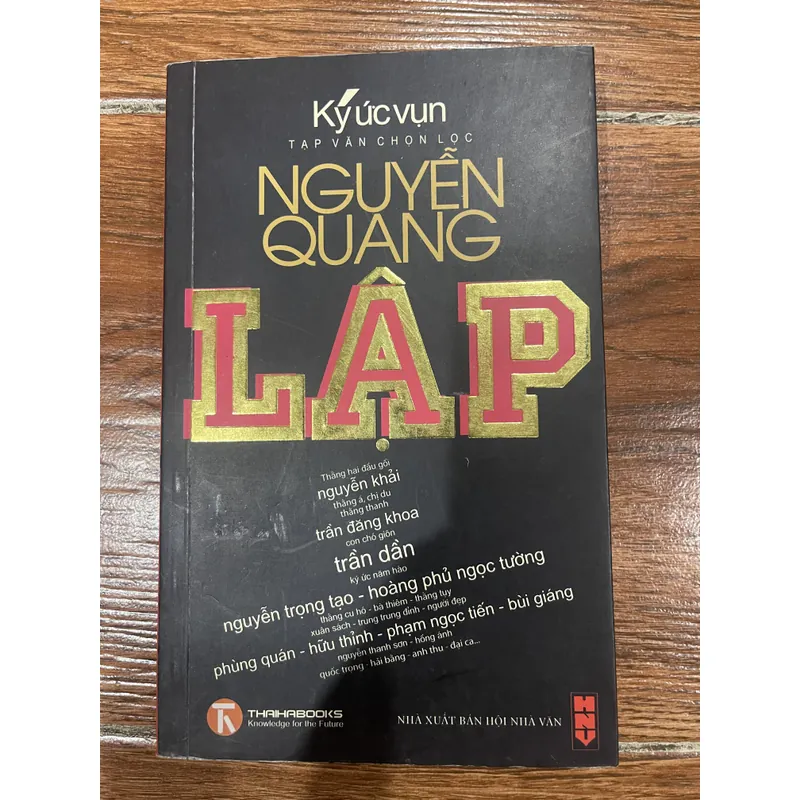 Ký ức vụn
TẠP VĂN CHỌN LỌC
NGUYỄN
QUANG
LẬP
Thằng hai đầu gối
nguyễn khải
thằng á, chị du
thằng thanh
trần đăng khoa
con chó giòn
trần dần
ký ức năm hào
nguyễn trọng tạo - hoàng phủ ngọc tường
thằng cu hó - bà thiêm - thằng tuy
xuân sách - trung trung đỉnh - người đẹp
phùng quán - hữu thỉnh - phạm ngọc tiến - bùi giáng
nguyễn thanh sơn - hồng ánh
quốc trọng - hải bằng - anh thu - đại ca...
THAIHABOOKS
Knowledge for the Future
NHÀ XUẤT BẢN HỘI NHÀ VĂN
HNV